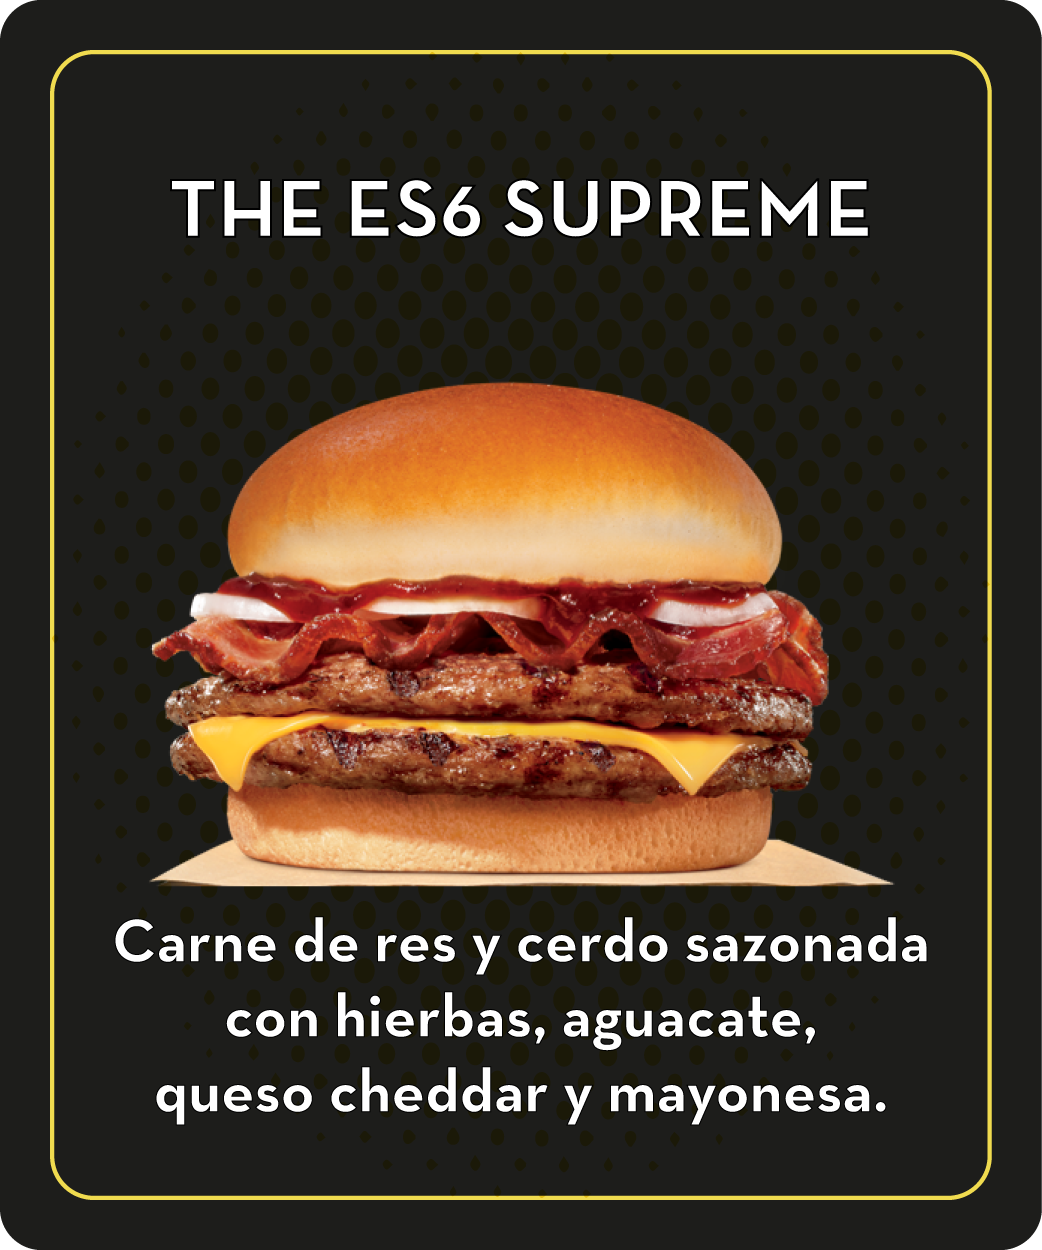 THE ES6 SUPREME
Carne de res y cerdo sazonada
con hierbas, aguacate,
queso cheddar y mayonesa.